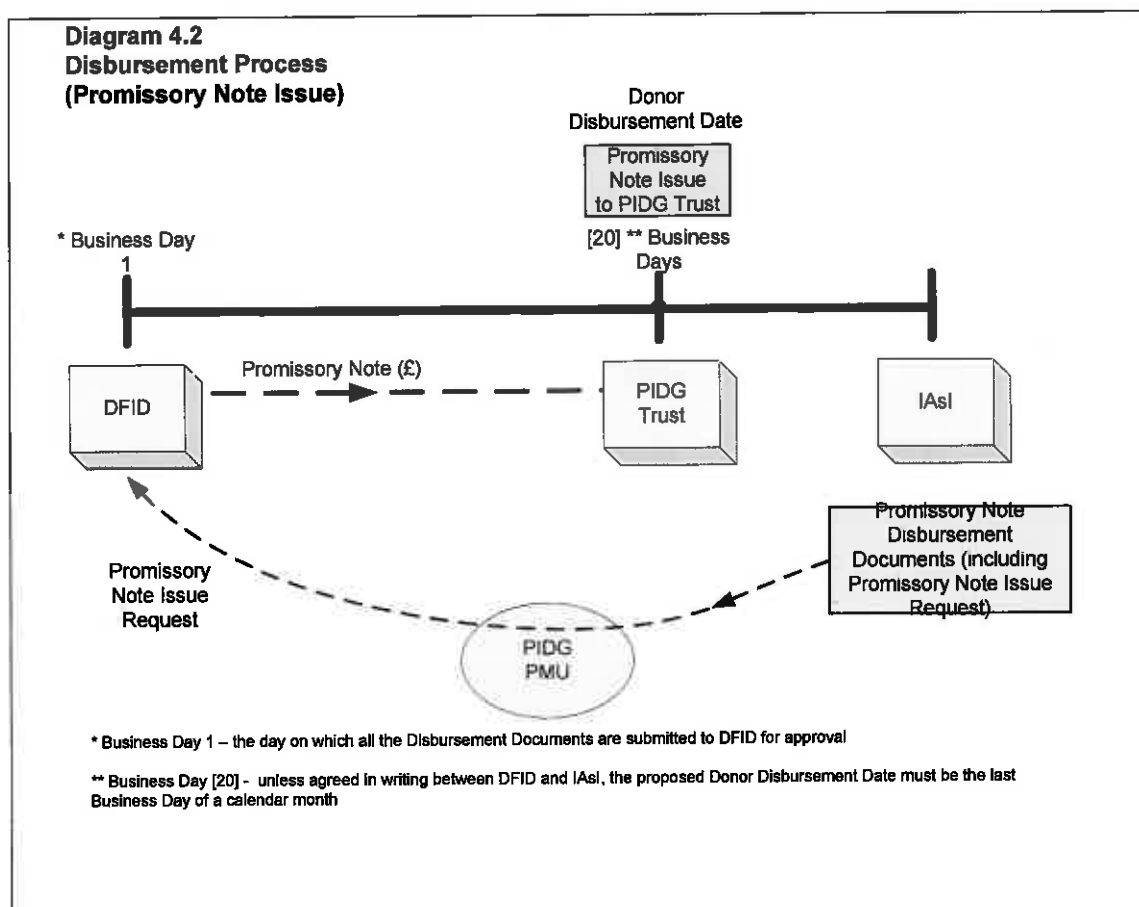 Diagram 4.2
Disbursement Process
(Promissory Note Issue)
Donor
Disbursement Date
Promissory
Note Issue
to PIDG Trust
* Business Day
1
[20] ** Business
Days
Promissory Note (£)
DFID
PIDG
Trust
IAsI
Promissory Note
Disbursement
Documents (including
Promissory Note Issue
Request)
Promissory
Note Issue
Request
PIDG
PMU
* Business Day 1 – the day on which all the Disbursement Documents are submitted to DFID for approval
** Business Day [20] - unless agreed in writing between DFID and IAsI, the proposed Donor Disbursement Date must be the last
Business Day of a calendar month